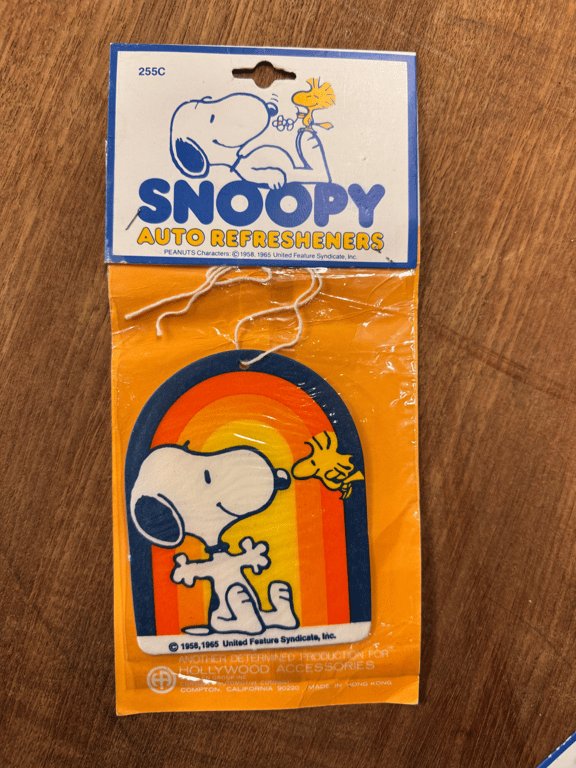 255C
SNOOPY
AUTO REFRESHENERS
PEANUTS Characters: © 1958, 1965 United Feature Syndicate, Inc.
© 1958, 1965 United Feature Syndicate, Inc.
ANOTHER DETERMINED PRODUCTION FOR
HOLLYWOOD ACCESSORIES
COMPTON, CALIFORNIA 90220 MADE IN HONG KONG